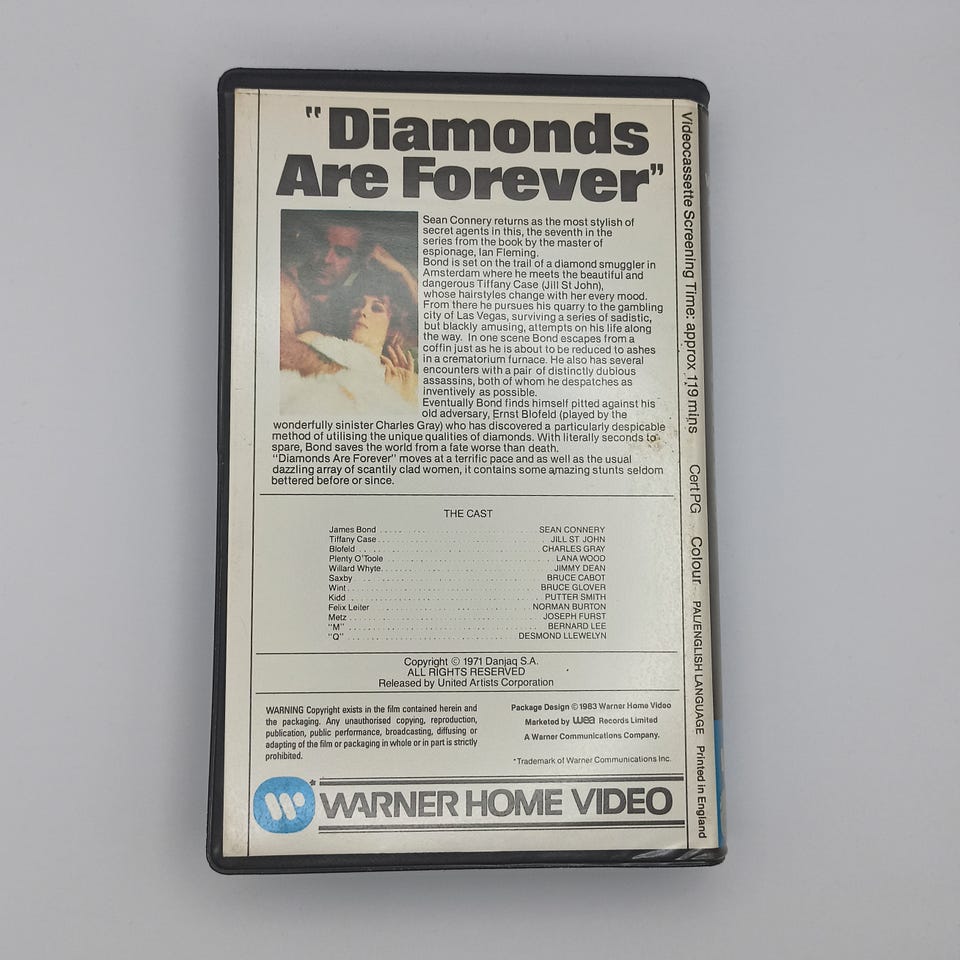 "Diamonds
Are Forever"
Sean Connery returns as the most stylish of
secret agents in this, the seventh in the
series from the book by the master of
espionage, Ian Fleming.
Bond is set on the trail of a diamond smuggler in
Amsterdam where he meets the beautiful and
dangerous Tiffany Case (Jill St John),
whose hairstyles change with her every mood.
From there he pursues his quarry to the gambling
city of Las Vegas, surviving a series of sadistic,
but blackly amusing, attempts on his life along
the way. In one scene Bond escapes from a
coffin just as he is about to be reduced to ashes
in a crematorium furnace. He also has several
encounters with a pair of distinctly dubious
assassins, both of whom he despatches as
inventively as possible.
Eventually Bond finds himself pitted against his
old adversary, Ernst Blofeld (played by the
wonderfully sinister Charles Gray) who has discovered a particularly despicable
method of utilising the unique qualities of diamonds. With literally seconds to
spare, Bond saves the world from a fate worse than death.
"Diamonds Are Forever" moves at a terrific pace and as well as the usual
dazzling array of scantily clad women, it contains some amazing stunts seldom
bettered before or since.
THE CAST
James Bond SEAN CONNERY
Tiffany Case JILL ST JOHN
Blofeld CHARLES GRAY
Plenty O'Toole LANA WOOD
Willard Whyte JIMMY DEAN
Saxby BRUCE CABOT
Wint BRUCE GLOVER
Kidd PUTTER SMITH
Felix Leiter NORMAN BURTON
Metz JOSEPH FURST
"M" BERNARD LEE
"Q" DESMOND LLEWELYN
Copyright © 1971 Danjaq S.A.
ALL RIGHTS RESERVED
Released by United Artists Corporation
WARNING Copyright exists in the film contained herein and
the packaging. Any unauthorised copying, reproduction,
publication, public performance, broadcasting, diffusing or
adapting of the film or packaging in whole or in part is strictly
prohibited.
Package Design © 1983 Warner Home Video
Marketed by wea Records Limited
A Warner Communications Company.
*Trademark of Warner Communications Inc.
* WARNER HOME VIDEO
Videocassette Screening Time: approx 119 mins Cert PG Colour PAL/ENGLISH LANGUAGE Printed in England